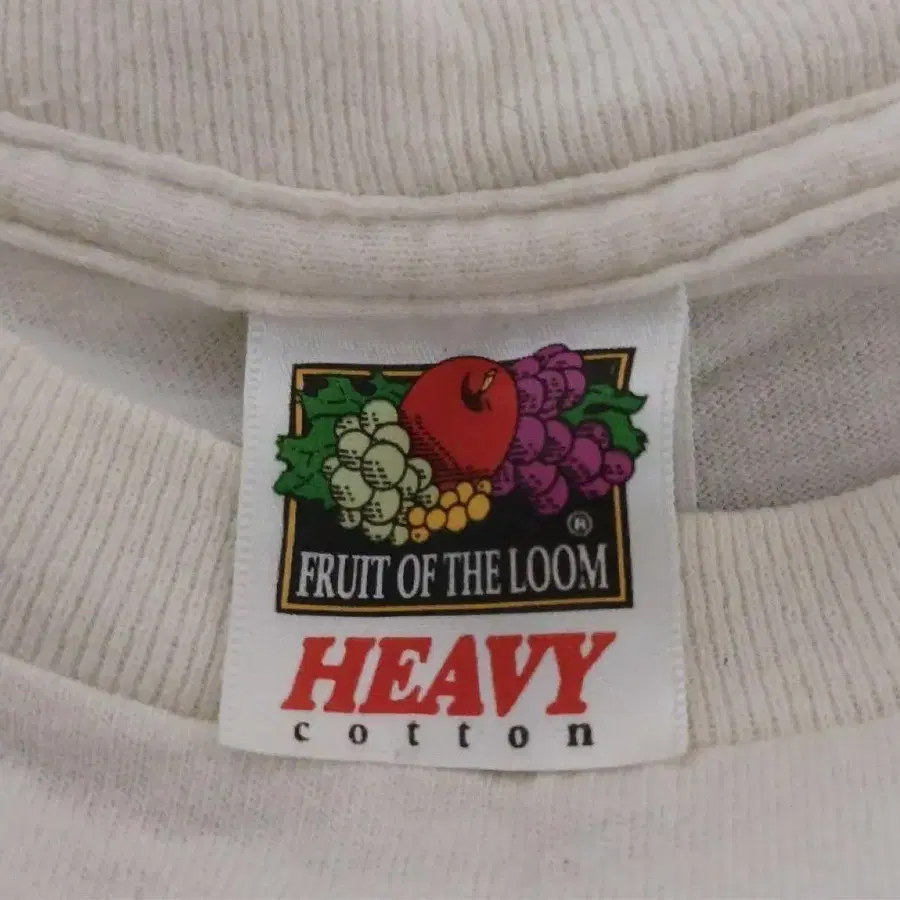 ®
FRUIT OF THE LOOM
HEAVY
cotton